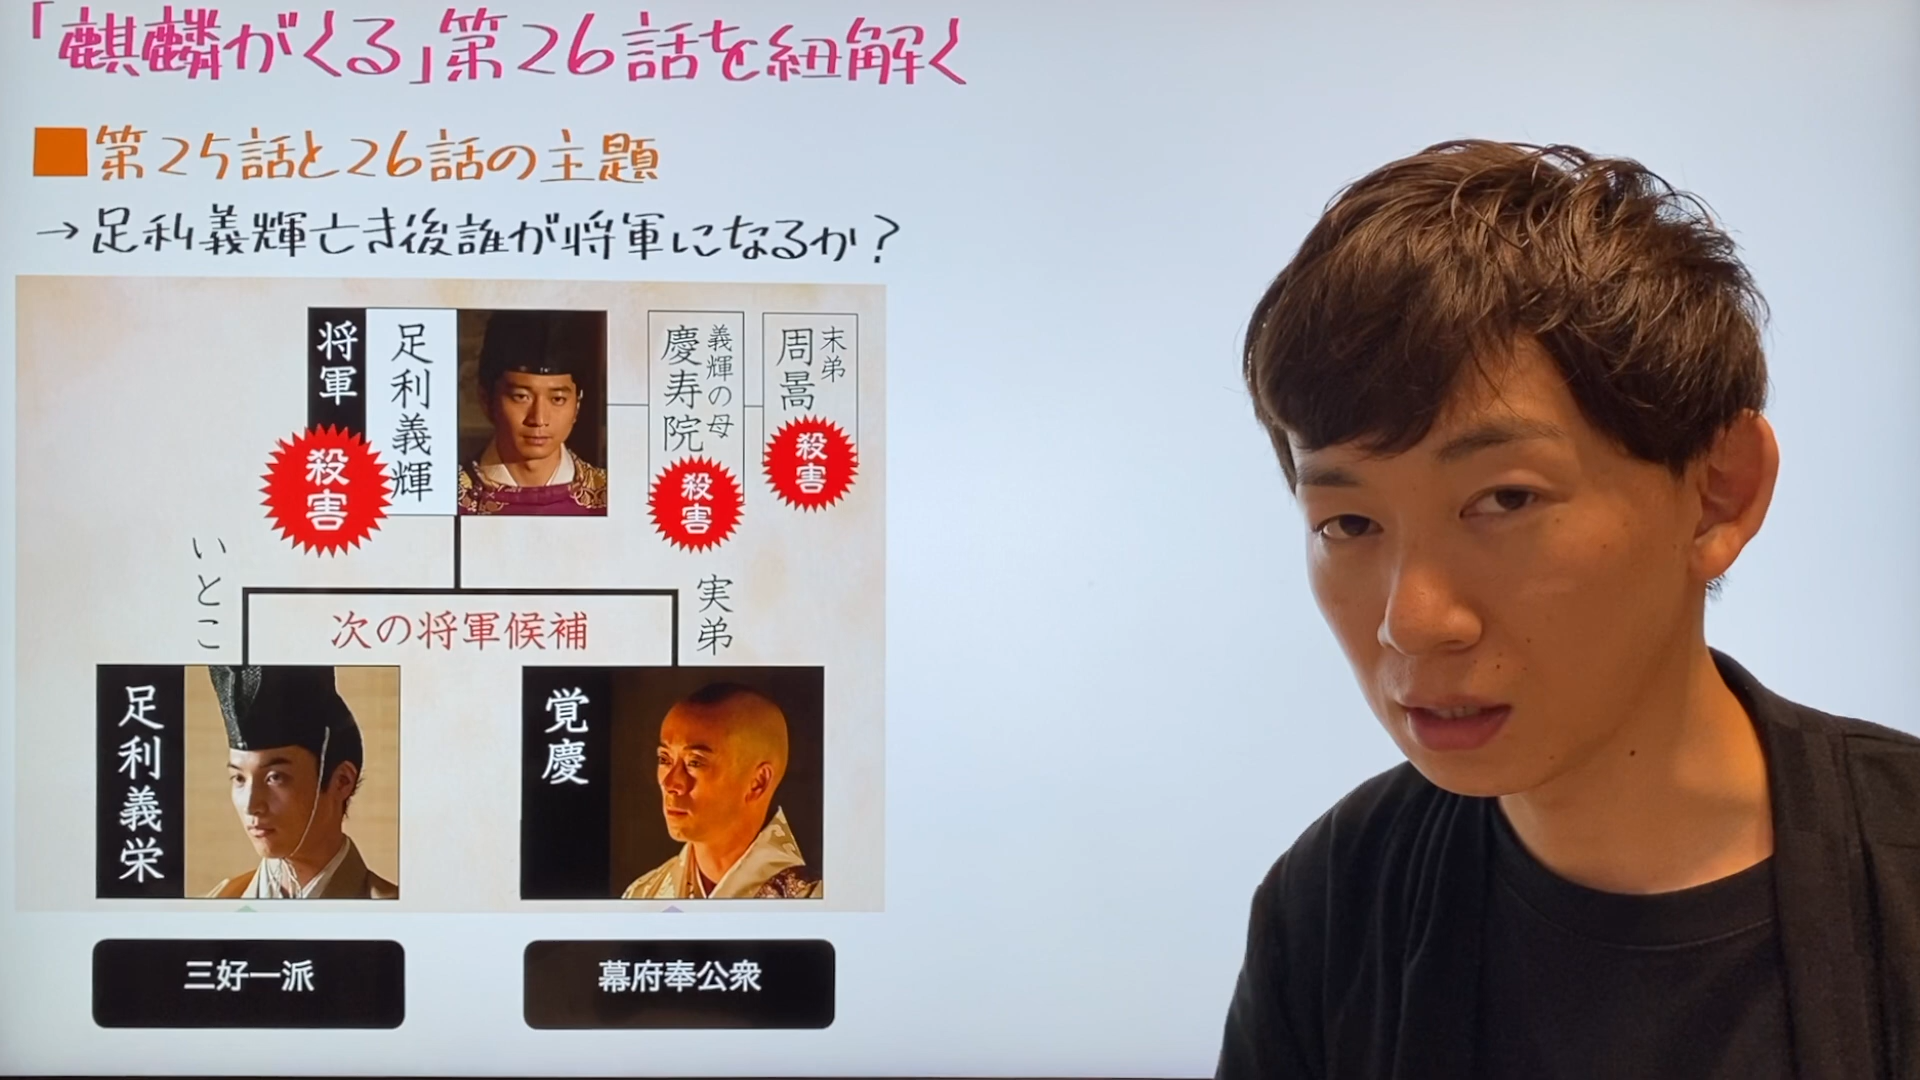 「麒麟がくる」第26話を紐解く
■第25話と26話の主題
→足利義輝亡き後誰が将軍になるか?
将軍
足利義輝
殺害
義輝の母
慶寿院
殺害
末弟
周暠
殺害
いとこ
実弟
次の将軍候補
足利義栄
覚慶
三好一派
幕府奉公衆